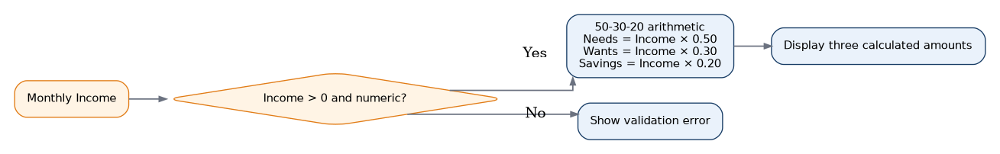 Monthly Income
Income > 0 and numeric?
Yes
50-30-20 arithmetic
Needs = Income × 0.50
Wants = Income × 0.30
Savings = Income × 0.20
Display three calculated amounts
No
Show validation error